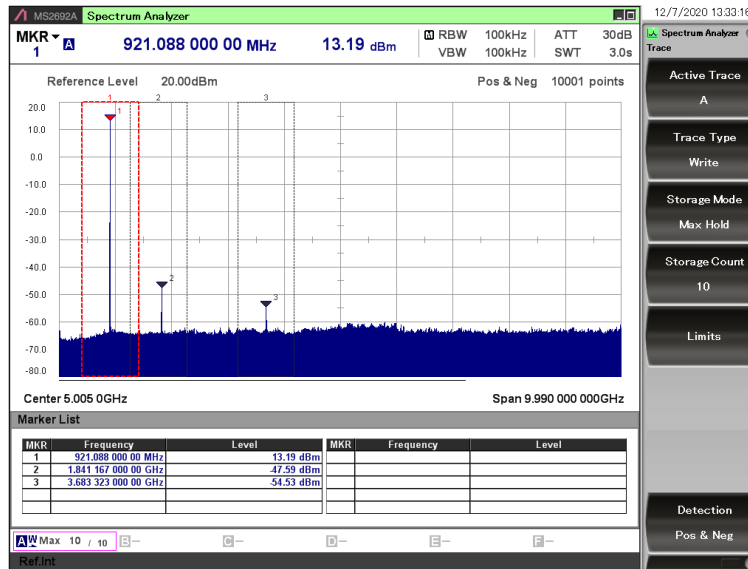 MS2692A Spectrum Analyzer
12/7/2020 13:33:16
MKR 1 A 921.088 000 00 MHz 13.19 dBm
M RBW 100kHz ATT 30dB
VBW 100kHz SWT 3.0s
Spectrum Analyzer
Trace
Reference Level 20.00dBm Pos & Neg 10001 points
1 2 3
20.0
10.0
0.0
-10.0
-20.0
-30.0
-40.0
-50.0
-60.0
-70.0
-80.0
1
2
3
Center 5.005 0GHz Span 9.990 000 000GHz
Marker List
MKR Frequency Level MKR Frequency Level
1 921.088 000 00 MHz 13.19 dBm
2 1.841 167 000 00 GHz -47.59 dBm
3 3.683 323 000 00 GHz -54.53 dBm
A W Max 10 / 10 B— C— D— E— F—
Ref.Int
Active Trace
A
Trace Type
Write
Storage Mode
Max Hold
Storage Count
10
Limits
Detection
Pos & Neg